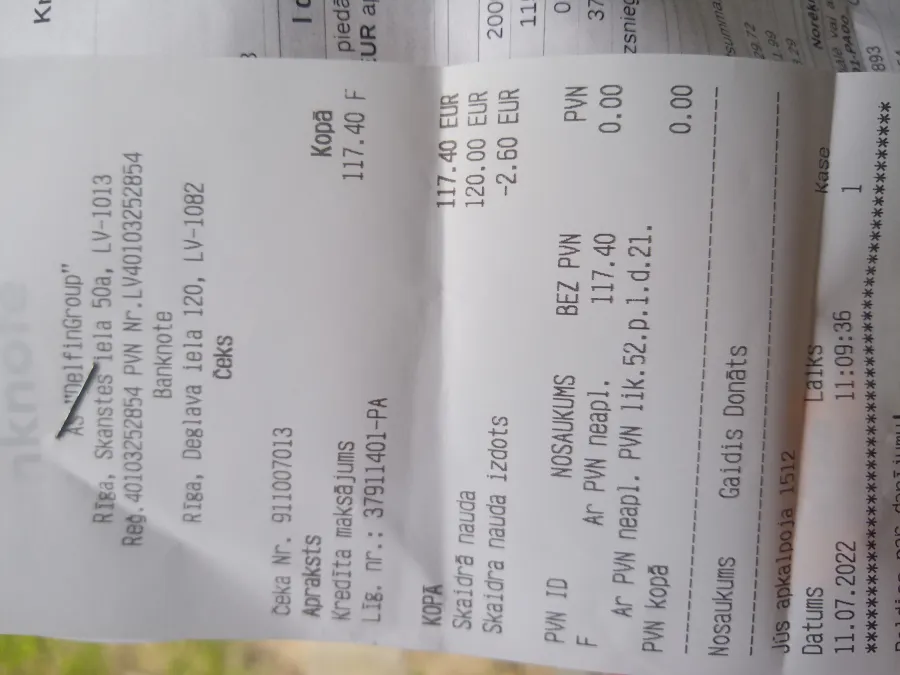 AS "DelfinGroup"
Rīga, Skanstes iela 50a, LV-1013
Reģ.40103252854 PVN Nr.LV40103252854
Banknote
Rīga, Deglava iela 120, LV-1082
Čeks
Čeka Nr. 911007013
Apraksts Kopā
Kredīta maksājums 117.40 F
Līg. nr.: 37911401-PA
KOPĀ 117.40 EUR
Skaidrā nauda 120.00 EUR
Skaidra nauda izdots -2.60 EUR
PVN ID NOSAUKUMS BEZ PVN PVN
F Ar PVN neapl. 117.40 0.00
Ar PVN neapl. PVN lik.52.p.1.d.21.
PVN kopā 0.00
Nosaukums Gaidis Donāts
Jūs apkalpoja 1512
Datums Laiks Kase
11.07.2022 11:09:36 1
******************************************